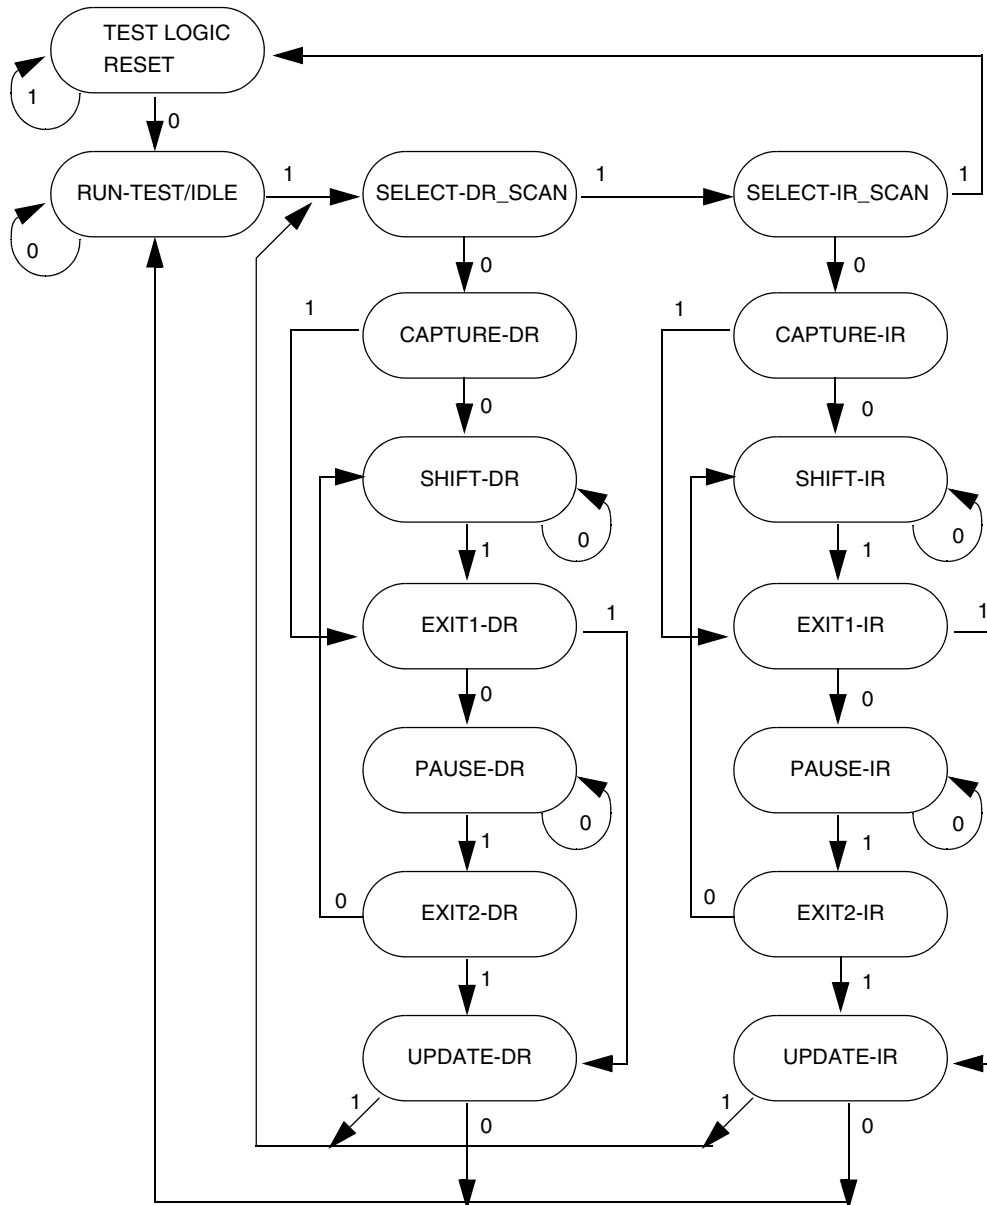 TEST LOGIC
RESET
1
0
RUN-TEST/IDLE
1
SELECT-DR_SCAN
1
SELECT-IR_SCAN
1
0
0
0
1
CAPTURE-DR
1
CAPTURE-IR
0
0
SHIFT-DR
SHIFT-IR
0
0
1
1
EXIT1-DR
1
EXIT1-IR
1
0
0
PAUSE-DR
PAUSE-IR
0
0
1
1
0
EXIT2-DR
0
EXIT2-IR
1
1
UPDATE-DR
UPDATE-IR
1
0
1
0